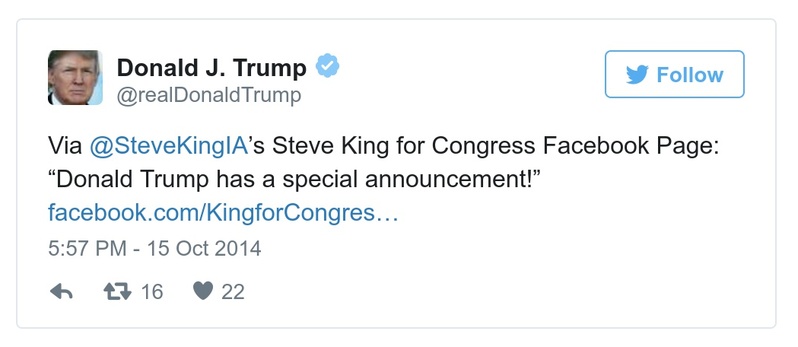 Donald J. Trump
@realDonaldTrump
Follow
Via @SteveKingIA’s Steve King for Congress Facebook Page:
“Donald Trump has a special announcement!”
facebook.com/KingforCongres…
5:57 PM - 15 Oct 2014
16 22